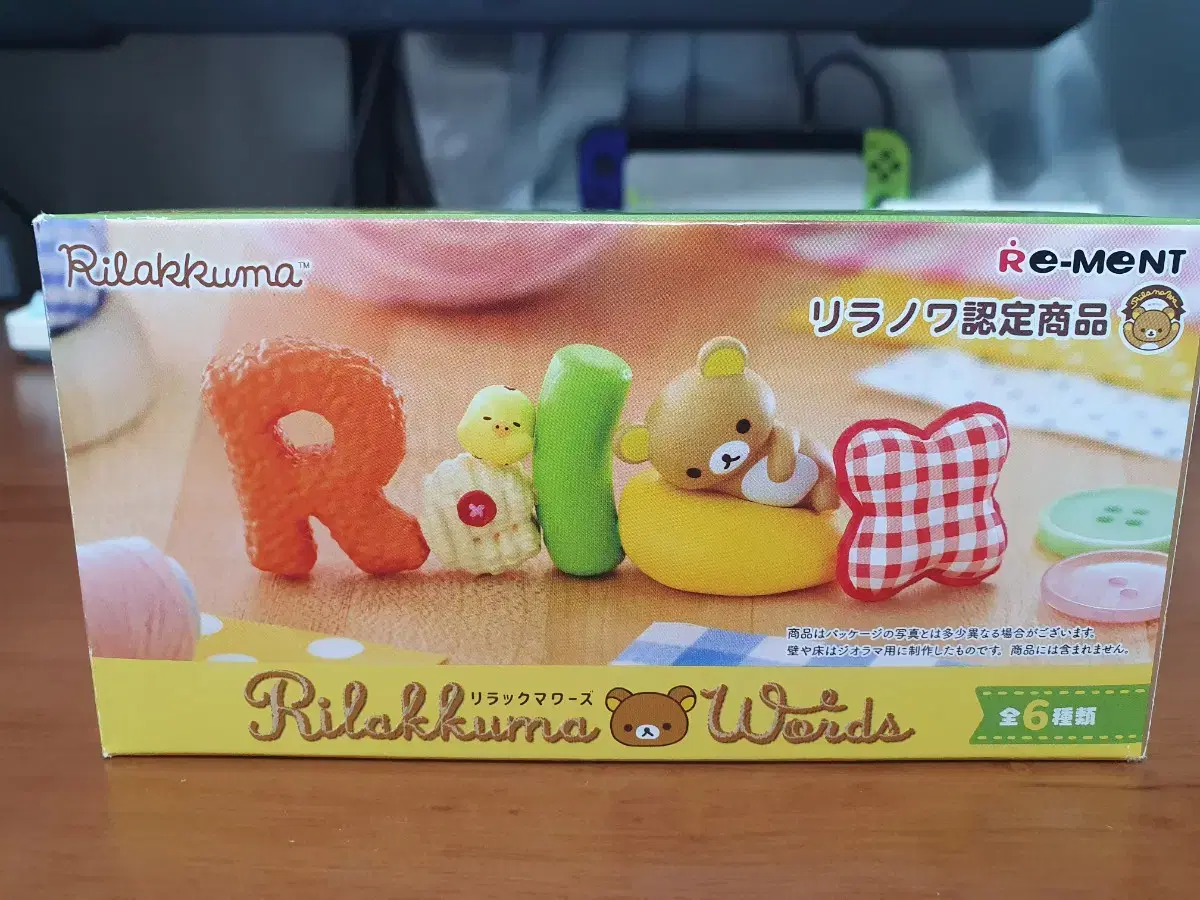 Rilakkuma™
Re-MeNT
リラノワ認定商品
RILAX
商品はパッケージの写真とは多少異なる場合がございます。
壁や床はジオラマ用に制作したものです。商品には含まれません。
リラックマワーズ
Rilakkuma Words
全6種類